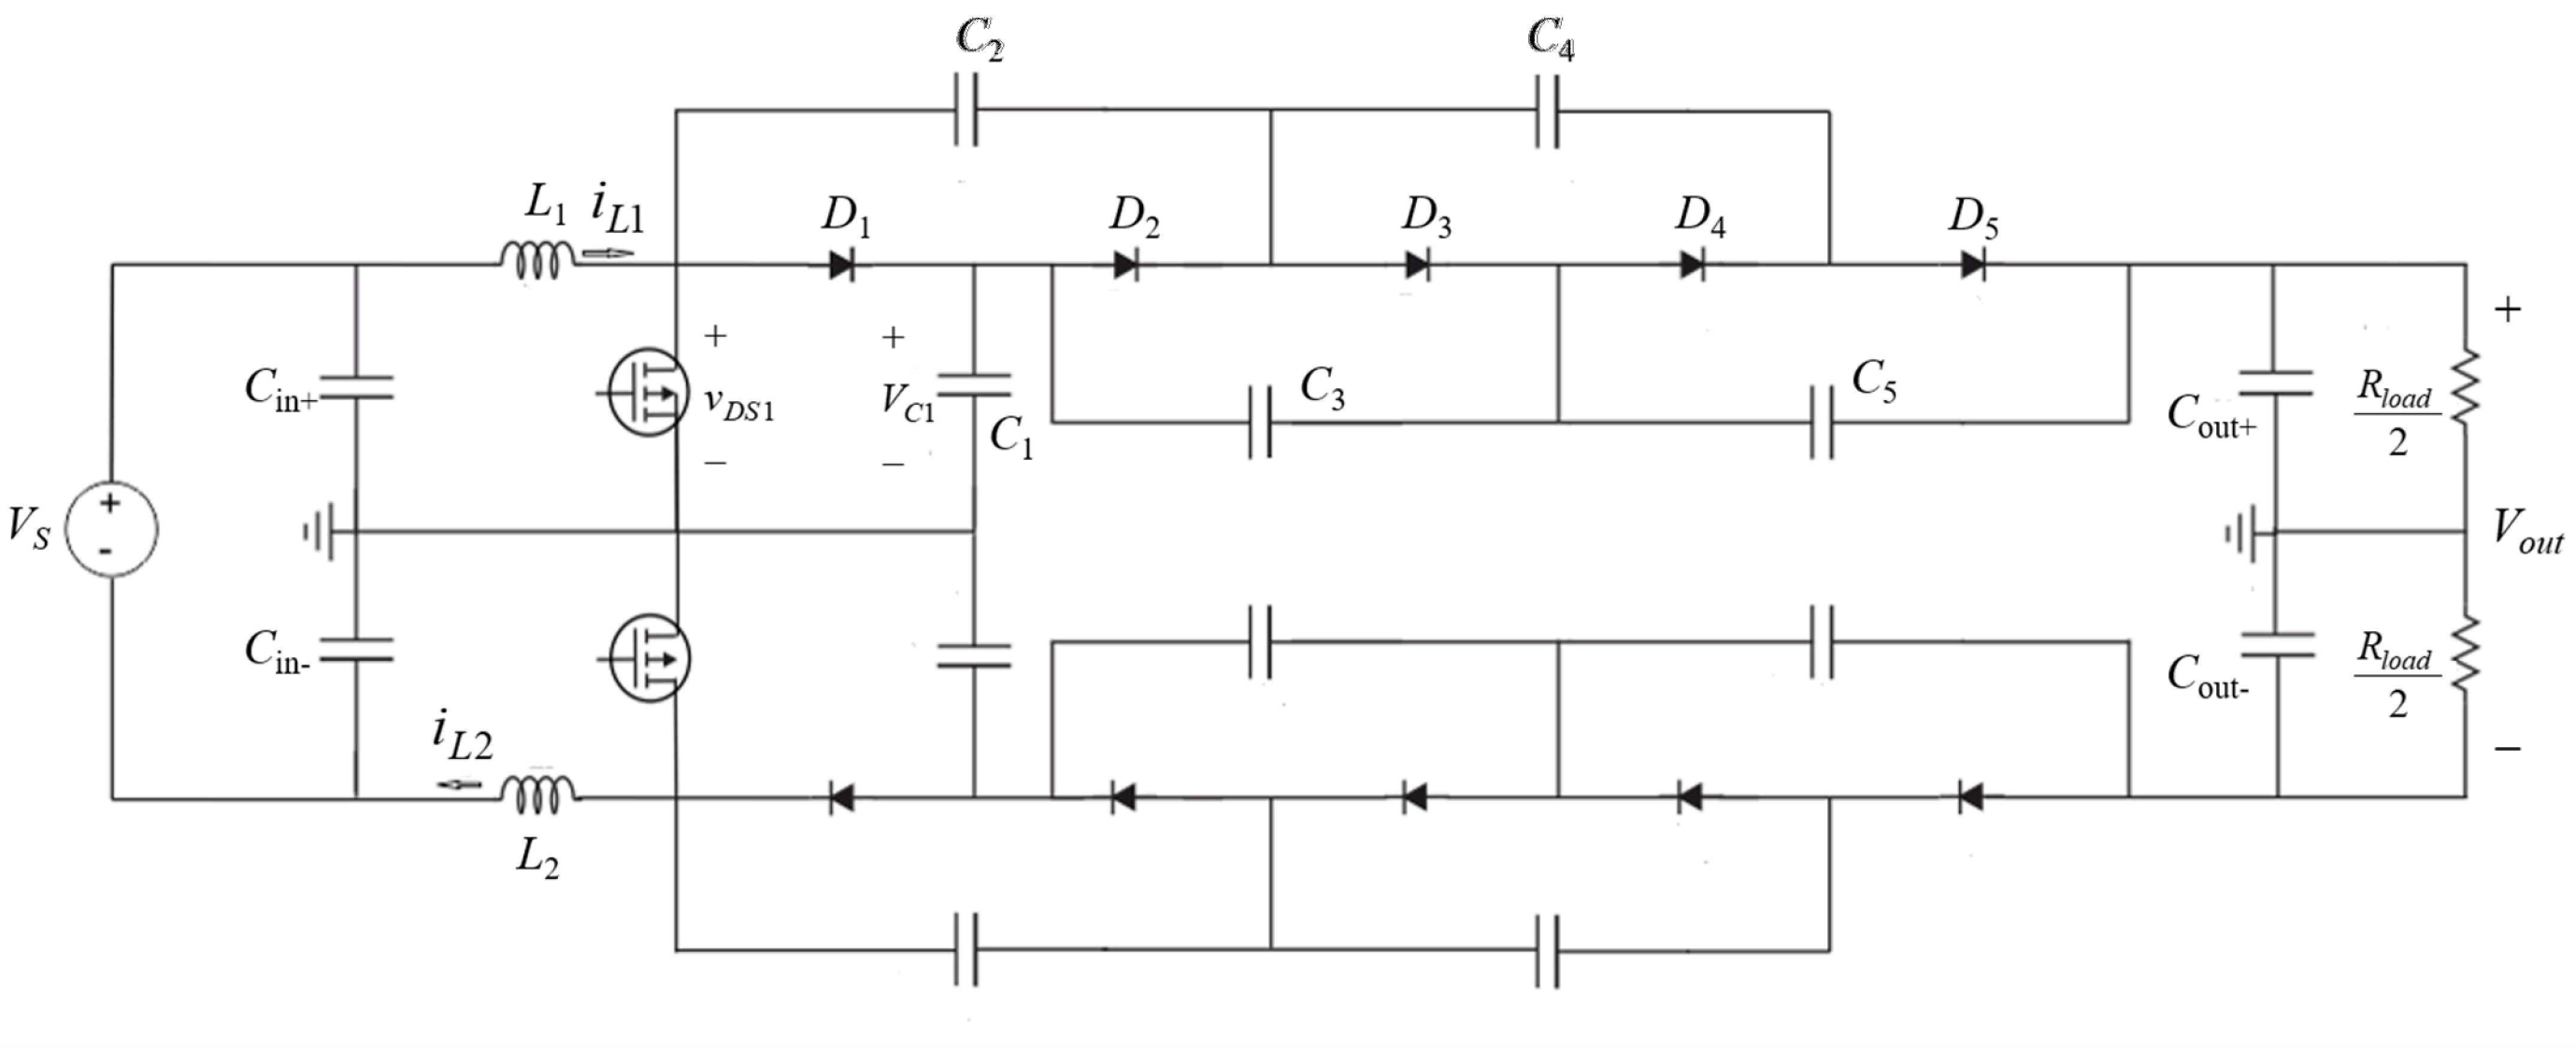 C2 C4
L1 iL1 D1 D2 D3 D4 D5
+ + +
Cin+ vDS1 VC1 C1 C3 C5 Cout+ Rload/2
− −
VS + - Vout
Cin- Cout- Rload/2
iL2 −
L2